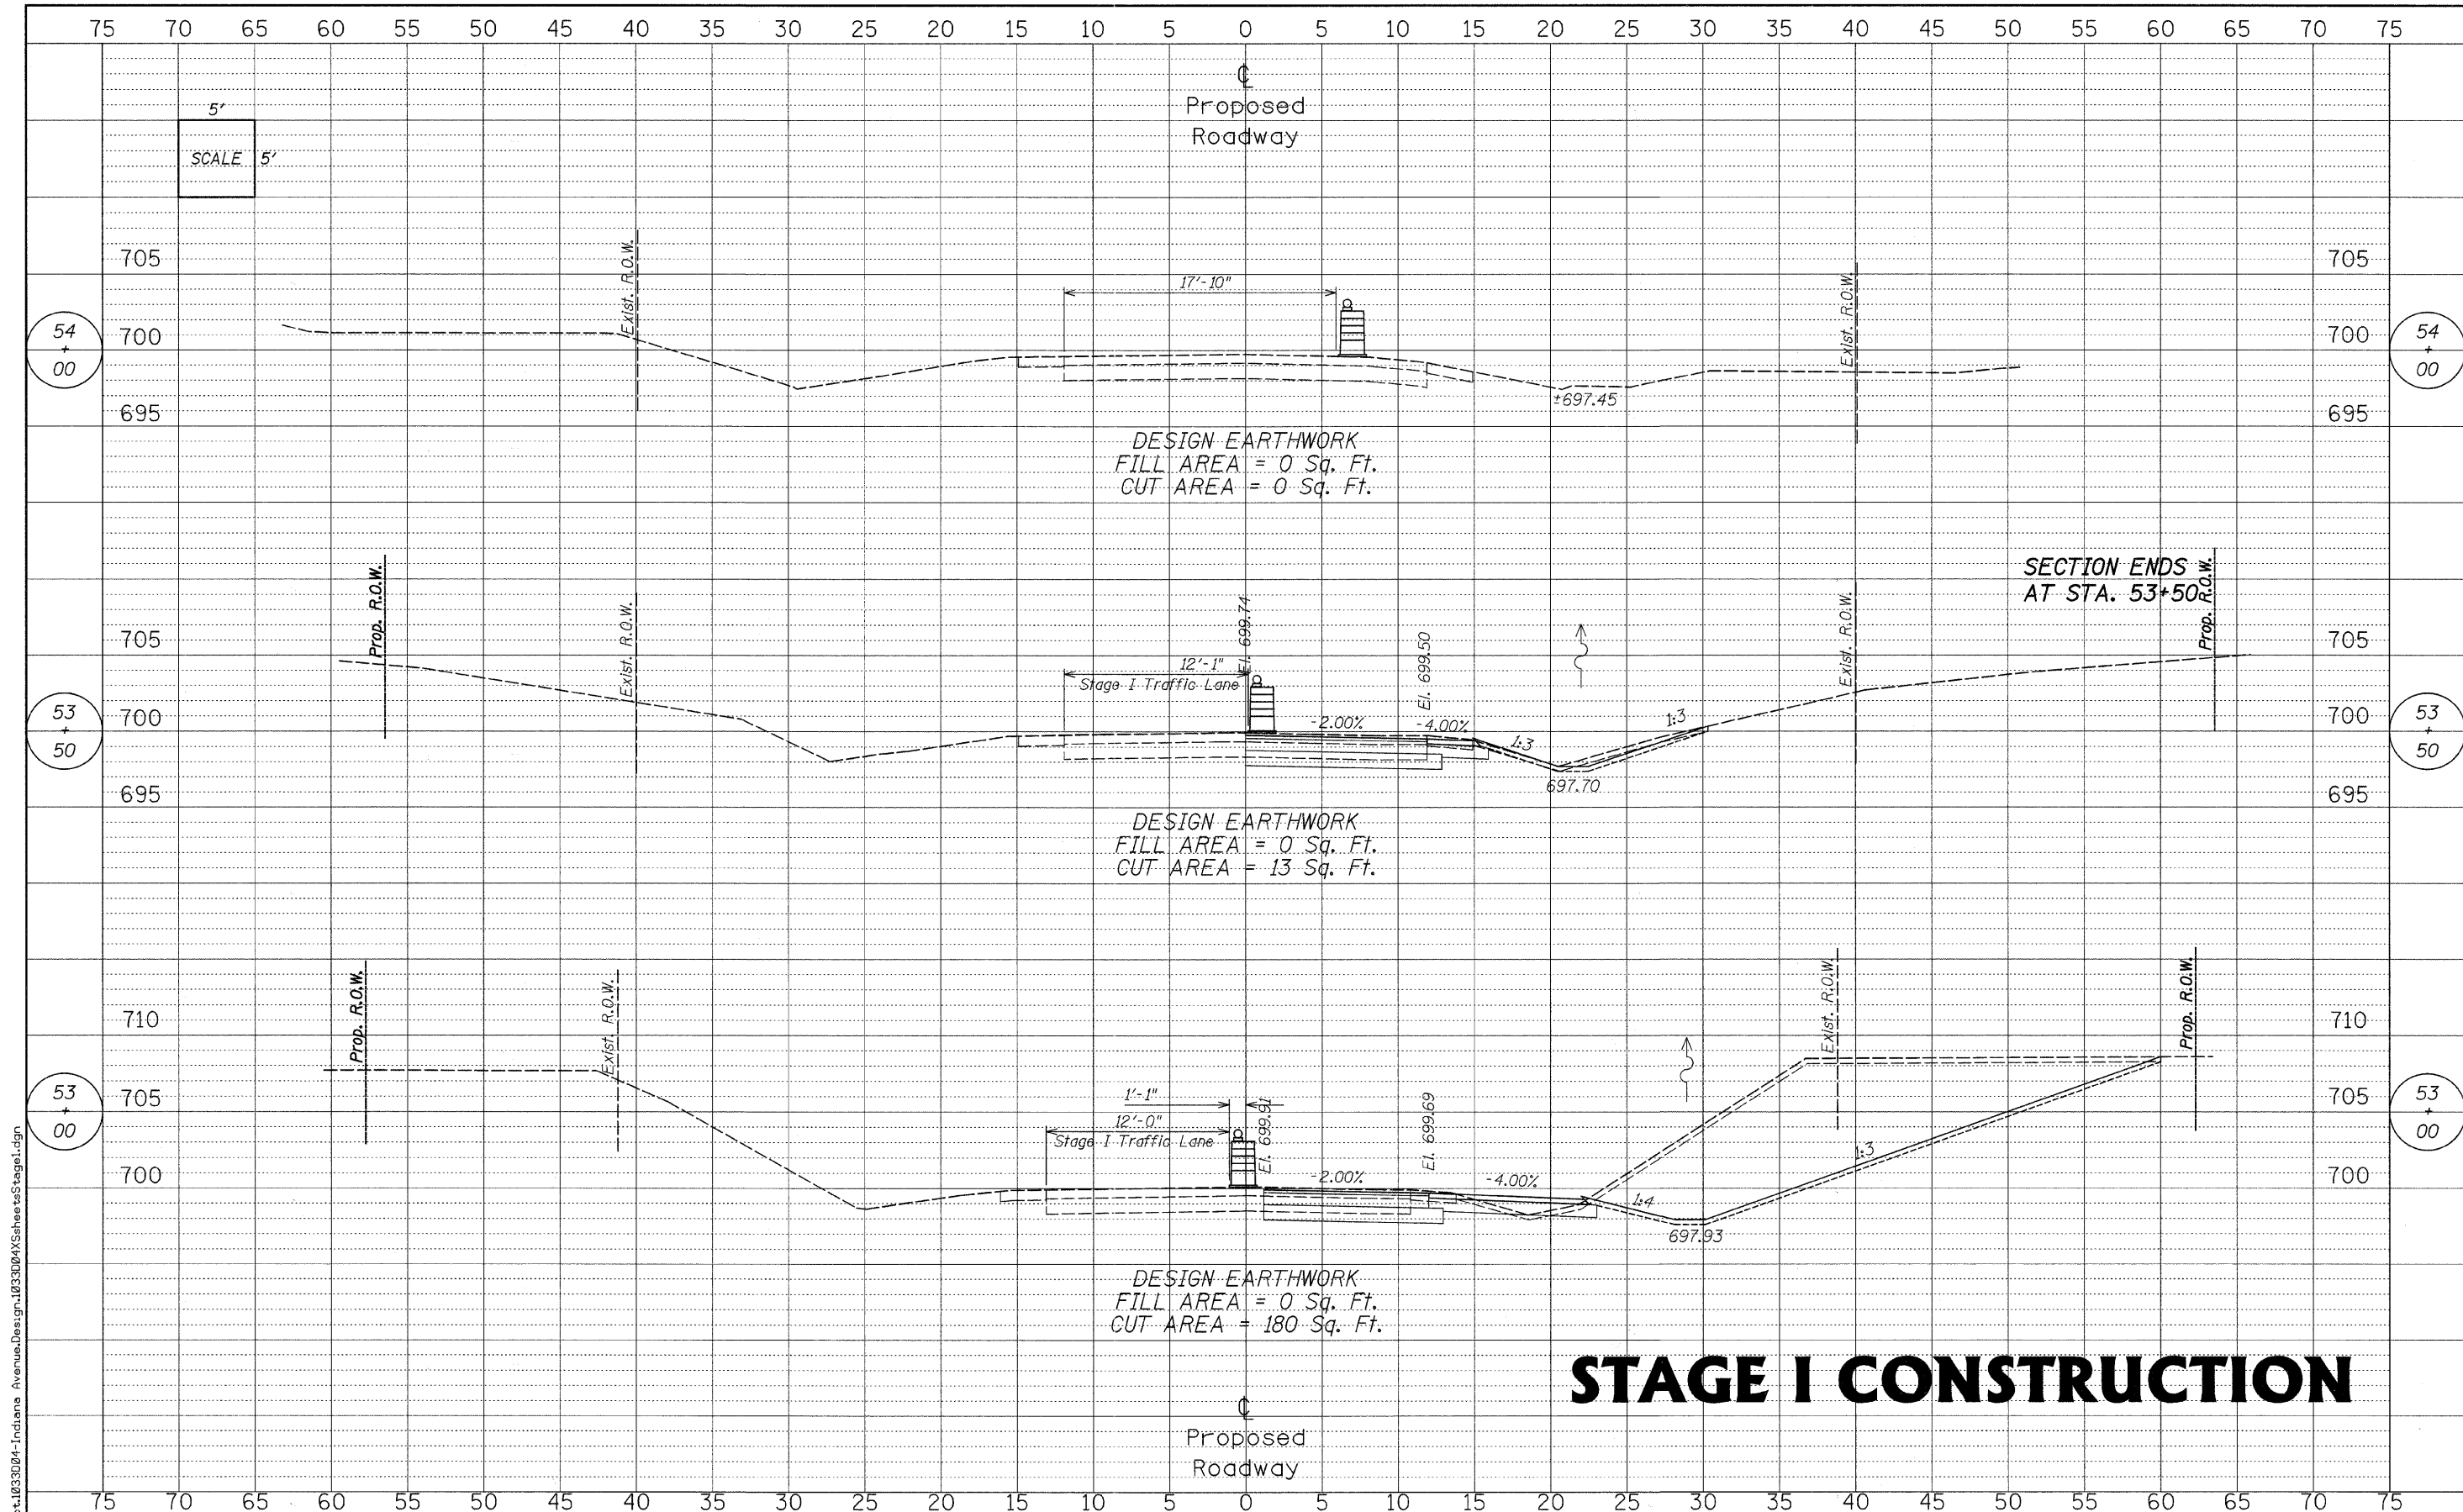 75 70 65 60 55 50 45 40 35 30 25 20 15 10 5 0 5 10 15 20 25 30 35 40 45 50 55 60 65 70 75
℄
Proposed
Roadway
5'
SCALE 5'
705 705
Exist. R.O.W.
Exist. R.O.W.
17'-10"
54 + 00
700 700
54 + 00
695 695
±697.45
DESIGN EARTHWORK
FILL AREA = 0 Sq. Ft.
CUT AREA = 0 Sq. Ft.
SECTION ENDS
AT STA. 53+50
Prop. R.O.W.
Exist. R.O.W.
El. 699.74
El. 699.50
Exist. R.O.W.
Prop. R.O.W.
705 705
12'-1"
Stage I Traffic Lane
53 + 50
700 700
53 + 50
-2.00% -4.00% 1:3 1:3
695 695
697.70
DESIGN EARTHWORK
FILL AREA = 0 Sq. Ft.
CUT AREA = 13 Sq. Ft.
Prop. R.O.W.
Exist. R.O.W.
Exist. R.O.W.
Prop. R.O.W.
710 710
1'-1"
12'-0"
Stage I Traffic Lane
El. 699.91
El. 699.69
53 + 00
705 705
53 + 00
700 700
-2.00% -4.00% 1:4 1:3
697.93
DESIGN EARTHWORK
FILL AREA = 0 Sq. Ft.
CUT AREA = 180 Sq. Ft.
STAGE I CONSTRUCTION
℄
Proposed
Roadway
75 70 65 60 55 50 45 40 35 30 25 20 15 10 5 0 5 10 15 20 25 30 35 40 45 50 55 60 65 70 75
1033D04-Indiana Avenue.Design.1033D04XSsheetsStage1.dgn